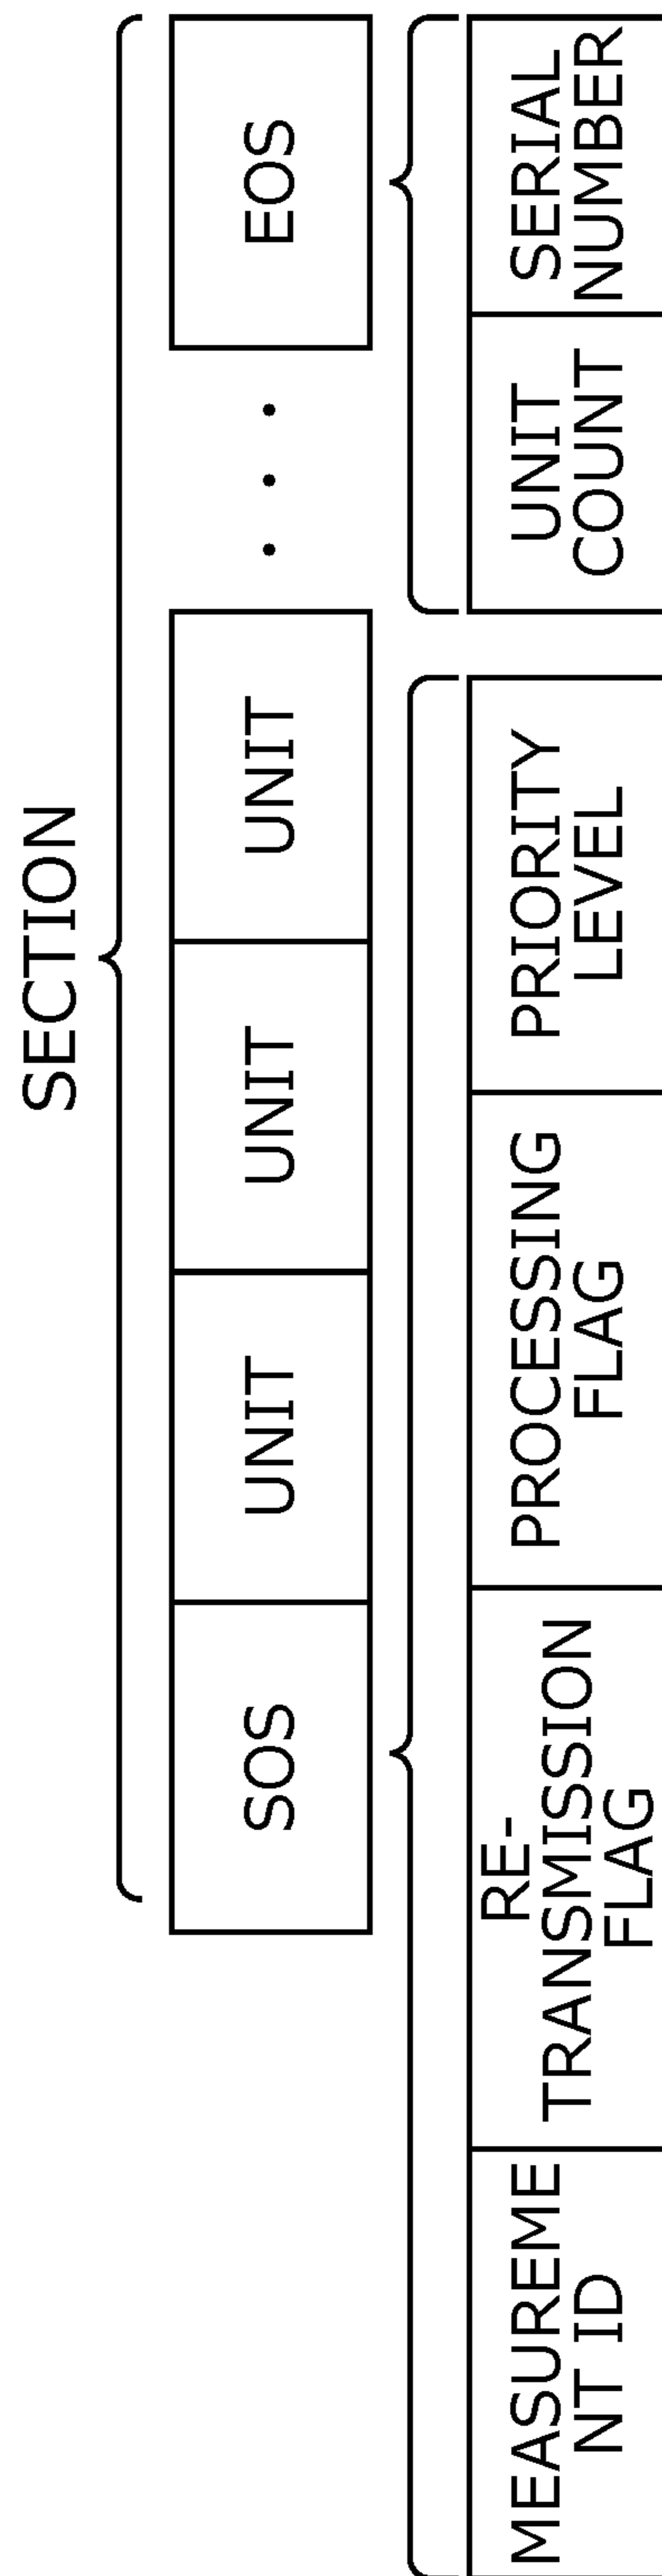 SECTION
SOS
UNIT
UNIT
UNIT
. . .
EOS
MEASUREME
NT ID
RE-
TRANSMISSION
FLAG
PROCESSING
FLAG
PRIORITY
LEVEL
UNIT
COUNT
SERIAL
NUMBER